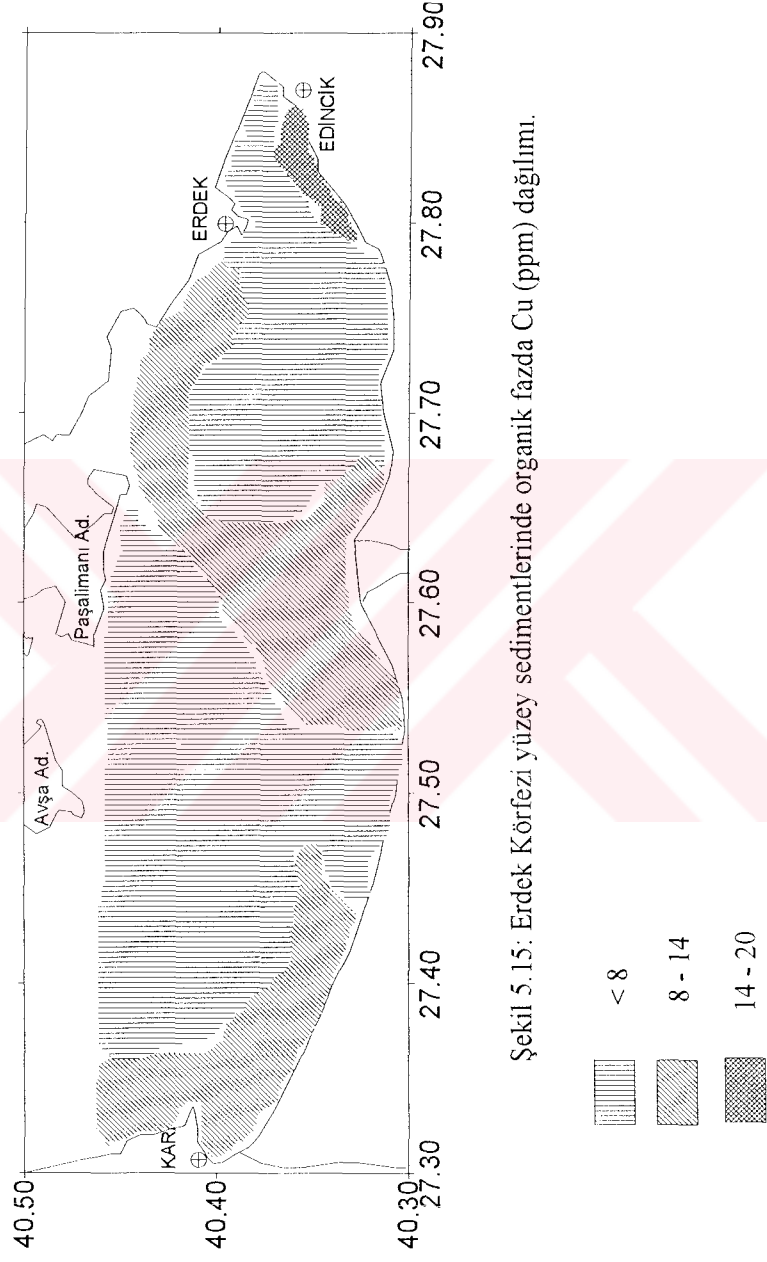 40.50
40.40
40.30
27.30
27.40
27.50
27.60
27.70
27.80
27.90
Avşa Ad.
Paşalimanı Ad.
ERDEK
EDİNCİK
KAR
Şekil 5.15: Erdek Körfezi yüzey sedimentlerinde organik fazda Cu (ppm) dağılımı.
< 8
8 - 14
14 - 20